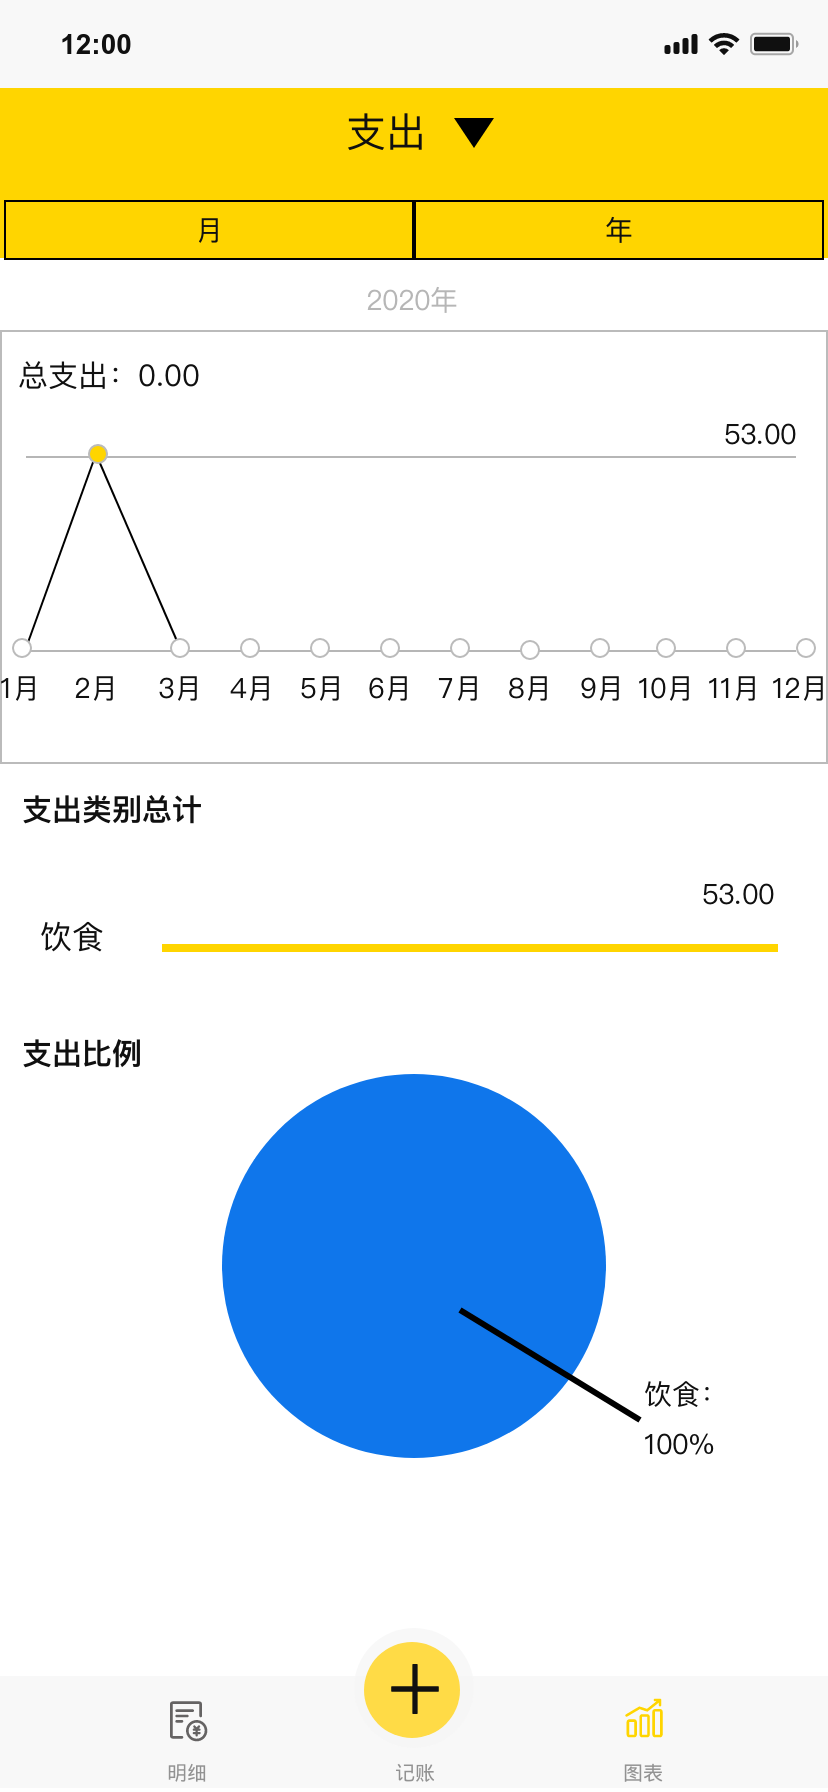 12:00
支出
月 年
2020年
总支出：0.00
53.00
1月 2月 3月 4月 5月 6月 7月 8月 9月 10月 11月 12月
支出类别总计
53.00
饮食
支出比例
饮食：
100%
明细 记账 图表